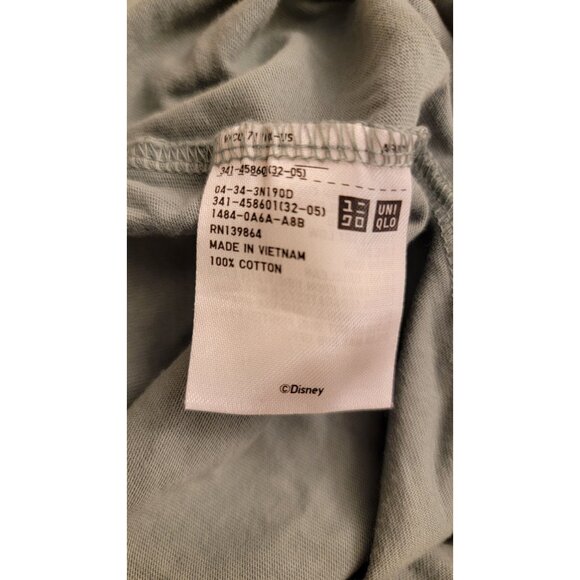 341-45860(32-05)
04-34-3N190D
341-458601(32-05)
1484-0A6A-A8B
RN139864
MADE IN VIETNAM
100% COTTON
ユニ
クロ
UNI
QLO
©Disney